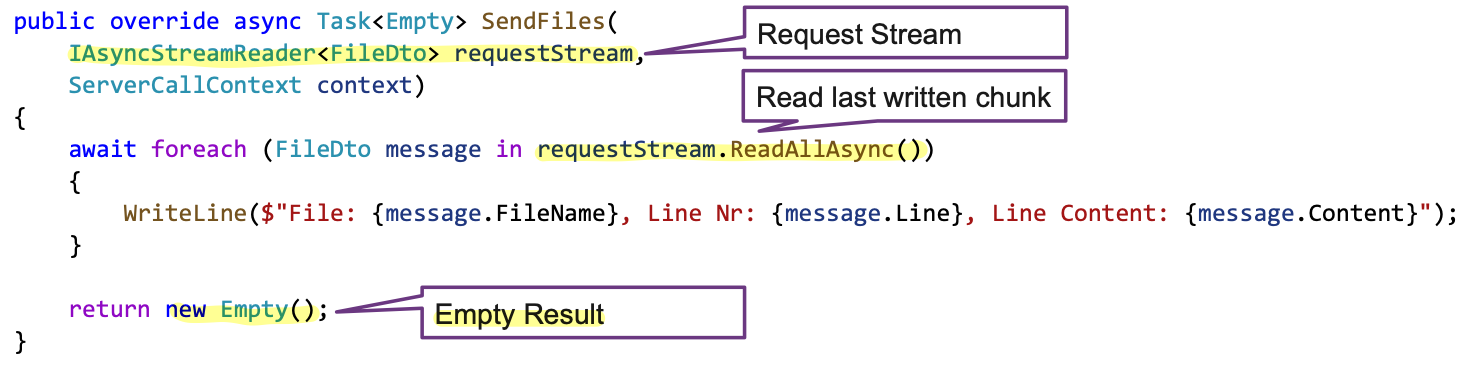 public override async Task<Empty> SendFiles(
IAsyncStreamReader<FileDto> requestStream,
Request Stream
ServerCallContext context)
Read last written chunk
{
await foreach (FileDto message in requestStream.ReadAllAsync())
{
WriteLine($"File: {message.FileName}, Line Nr: {message.Line}, Line Content: {message.Content}");
}
return new Empty();
Empty Result
}